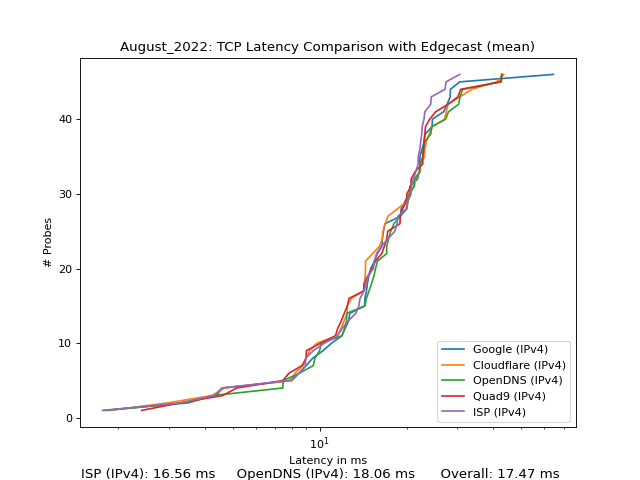 August_2022: TCP Latency Comparison with Edgecast (mean)
# Probes
40
30
20
10
0
Google (IPv4)
Cloudflare (IPv4)
OpenDNS (IPv4)
Quad9 (IPv4)
ISP (IPv4)
10^1
Latency in ms
ISP (IPv4): 16.56 ms OpenDNS (IPv4): 18.06 ms Overall: 17.47 ms